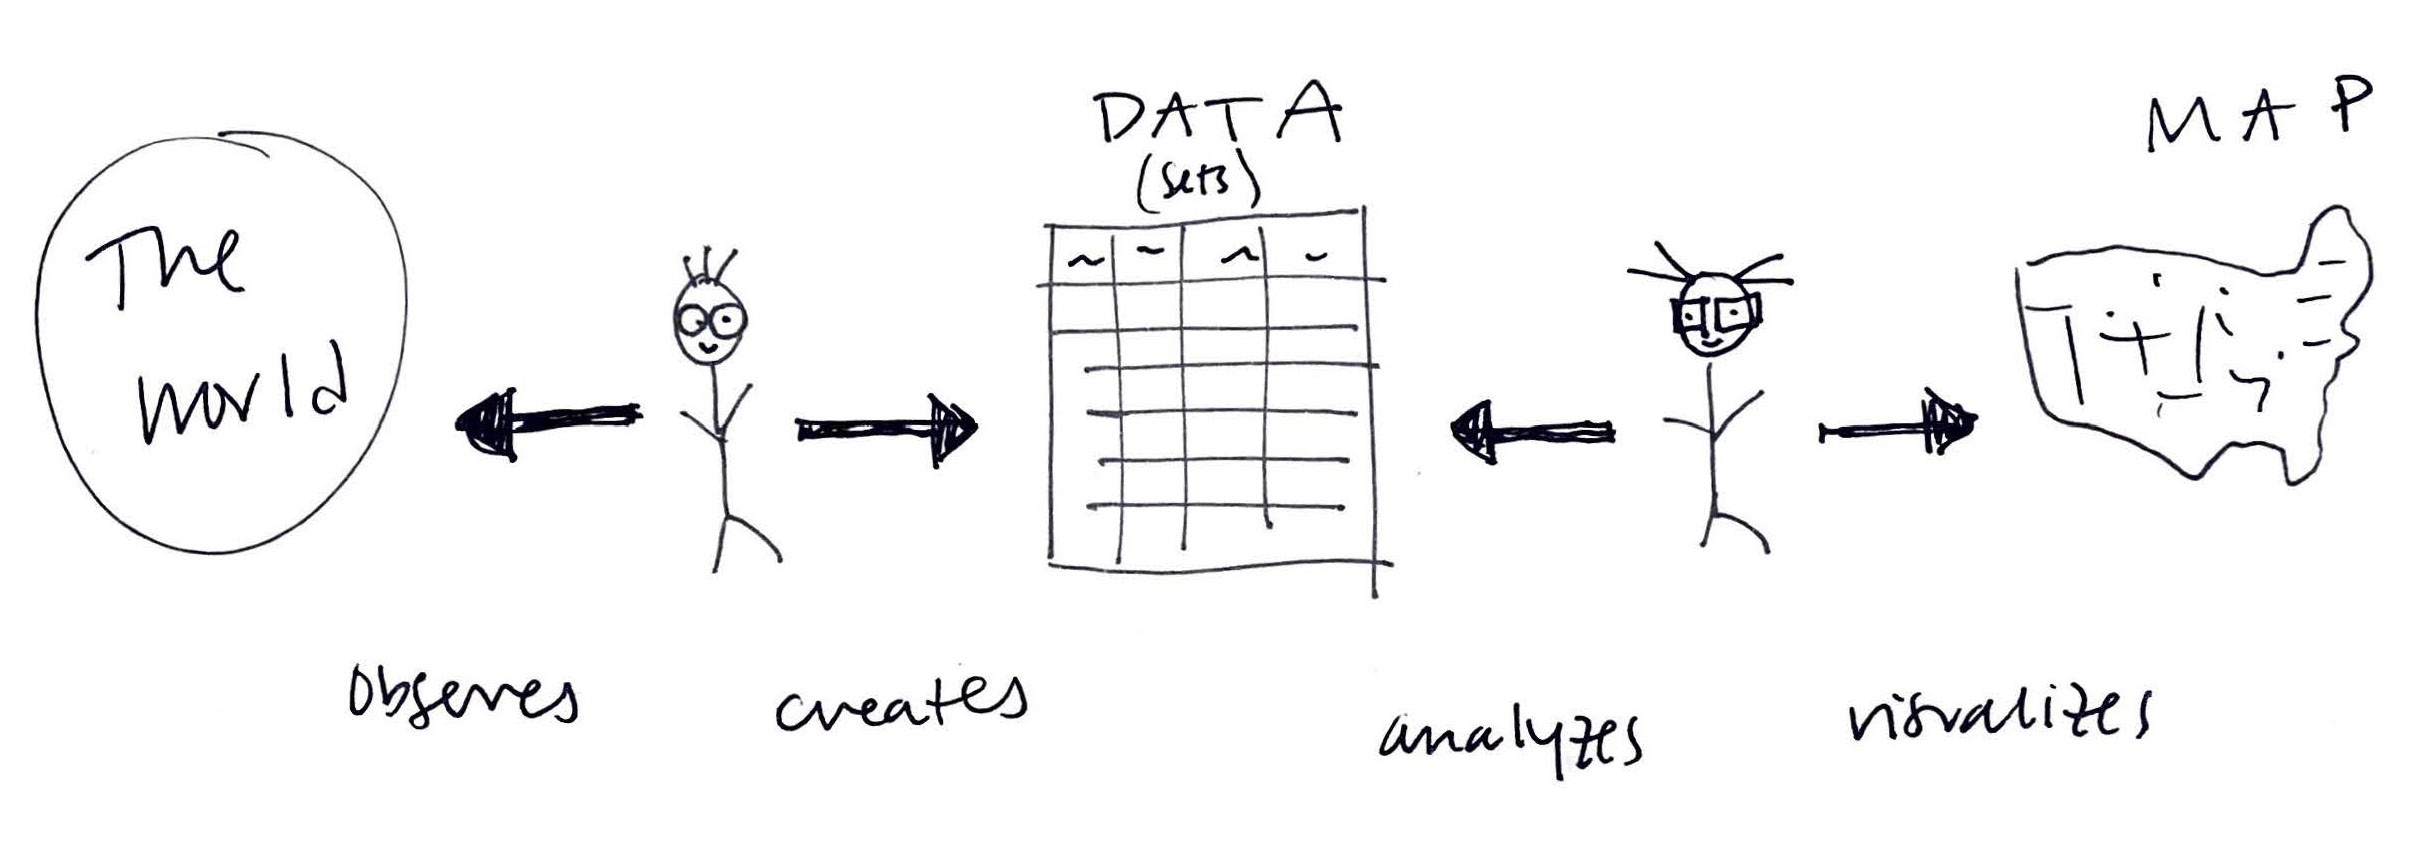 The
world
DATA
(sets)
MAP
observes
creates
analyzes
visualizes